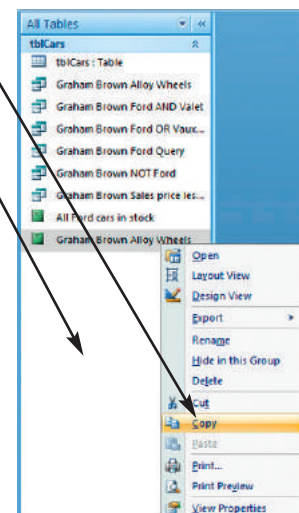 All Tables
tblCars
tblCars : Table
Graham Brown Alloy Wheels
Graham Brown Ford AND Valet
Graham Brown Ford OR Vaux...
Graham Brown Ford Query
Graham Brown NOT Ford
Graham Brown Sales price les...
All Ford cars in stock
Graham Brown Alloy Wheels
Open
Layout View
Design View
Export
Rename
Hide in this Group
Delete
Cut
Copy
Paste
Print...
Print Preview
View Properties